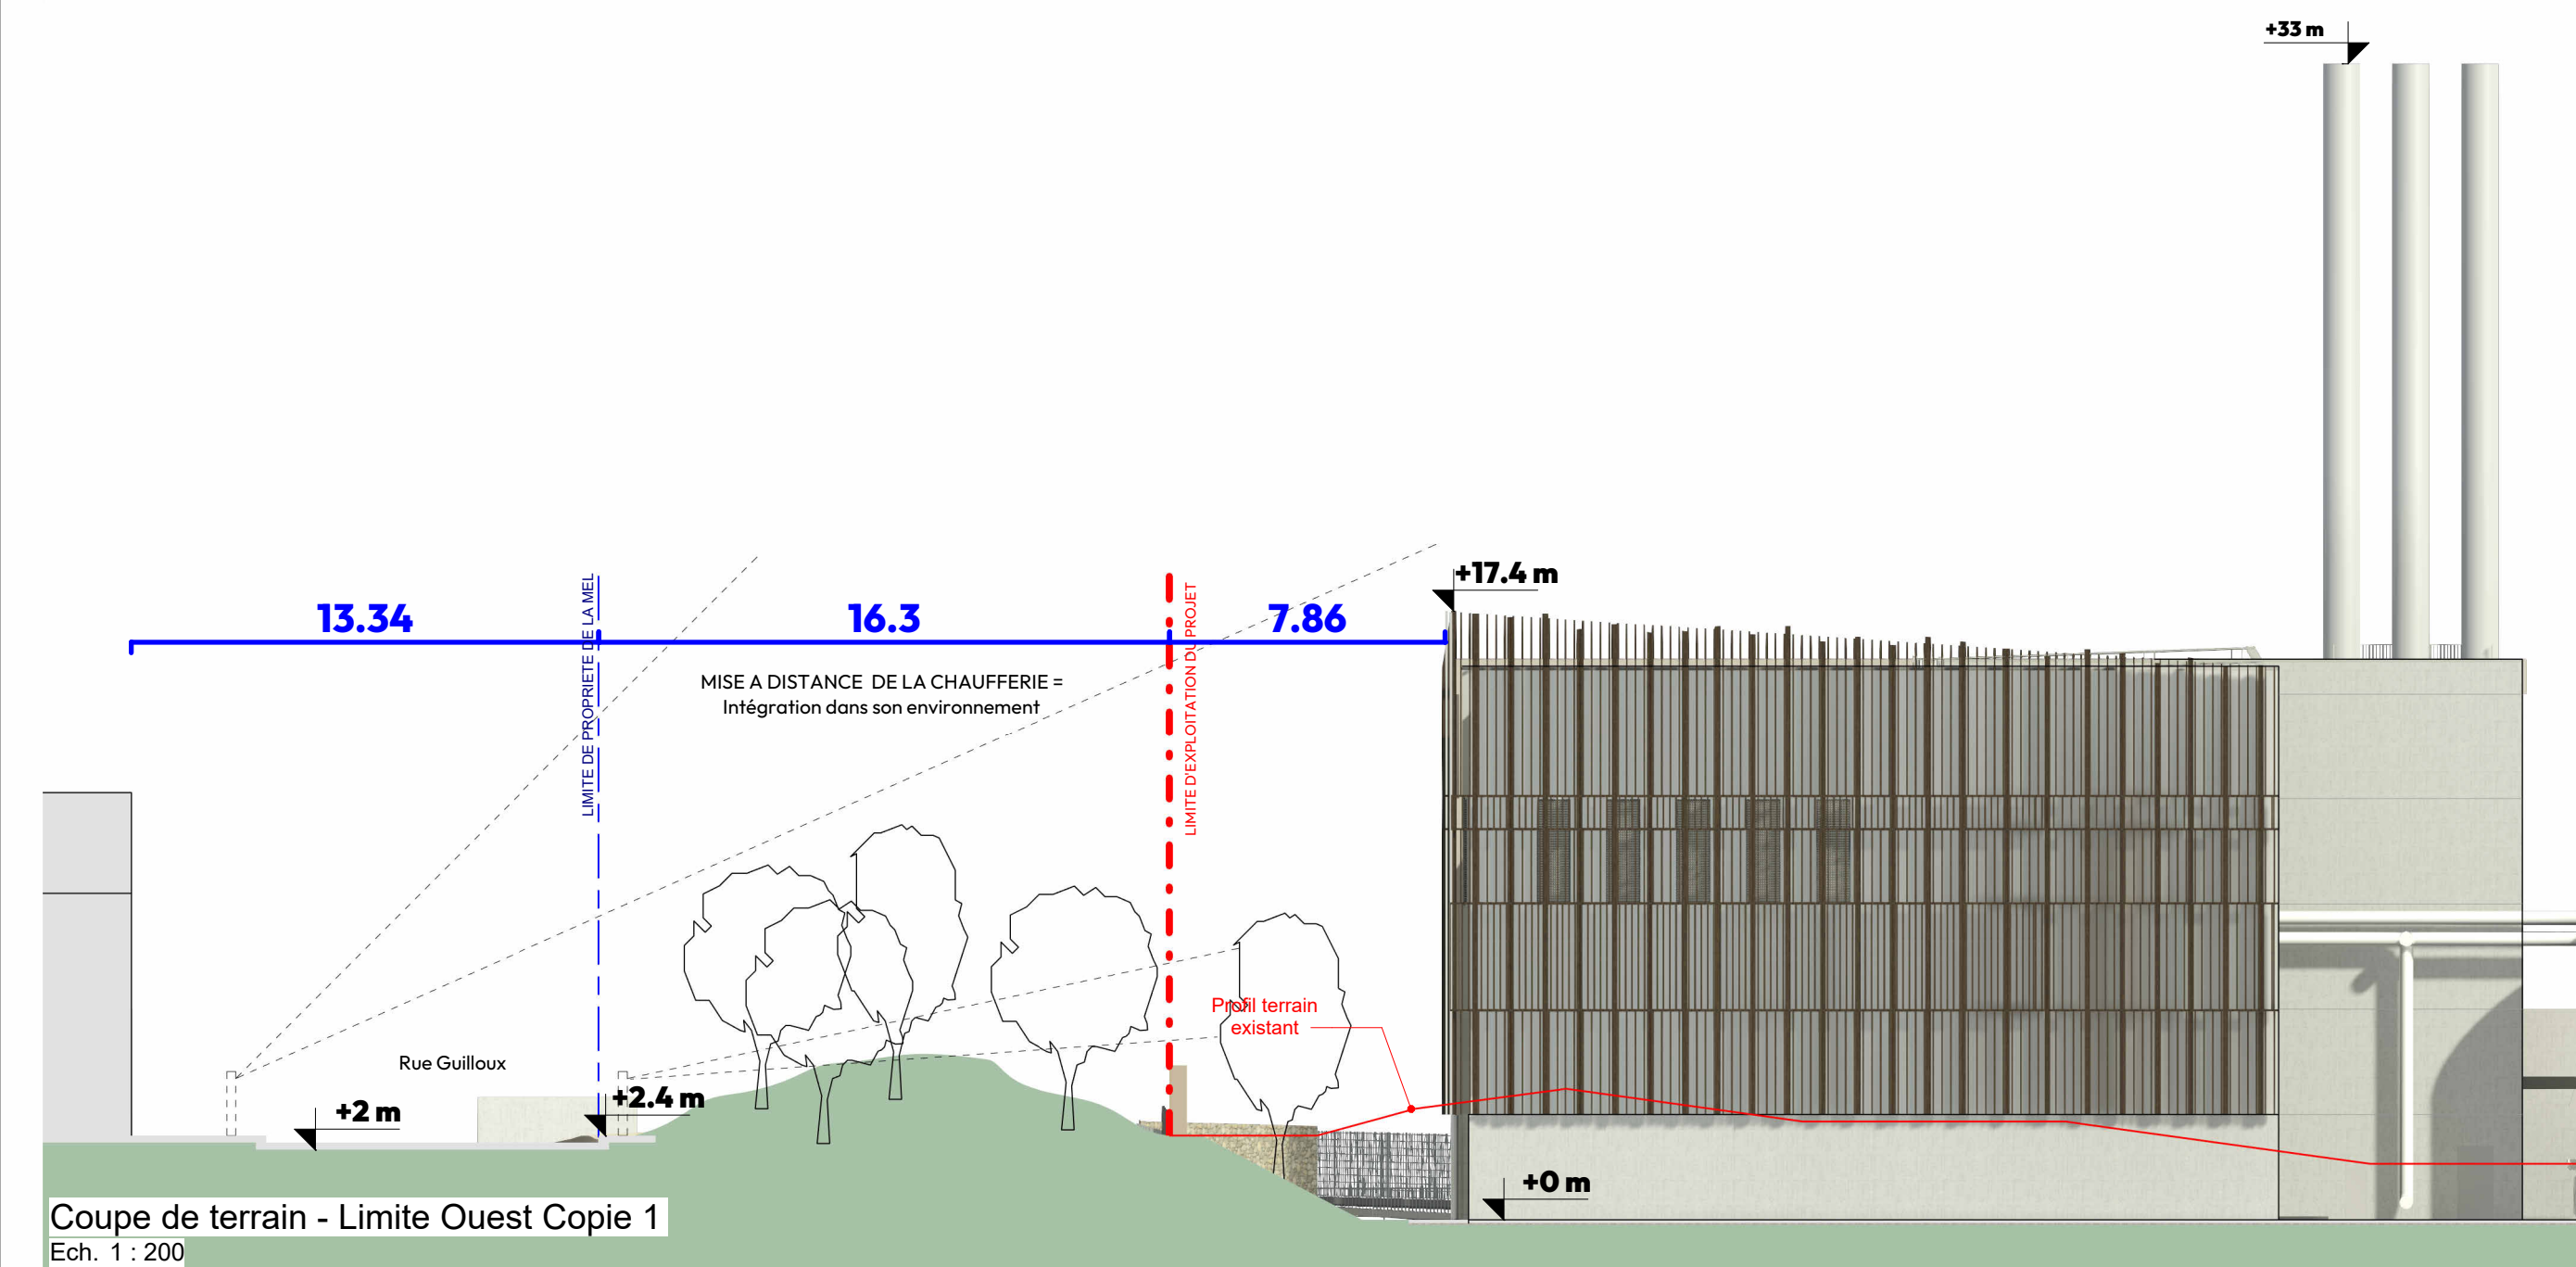 +33 m
+17.4 m
13.34
16.3
7.86
LIMITE DE PROPRIETE DE LA MEL
LIMITE D'EXPLOITATION DU PROJET
MISE A DISTANCE DE LA CHAUFFERIE =
Intégration dans son environnement
Profil terrain
existant
Rue Guilloux
+2 m
+2.4 m
+0 m
Coupe de terrain - Limite Ouest Copie 1
Ech. 1 : 200